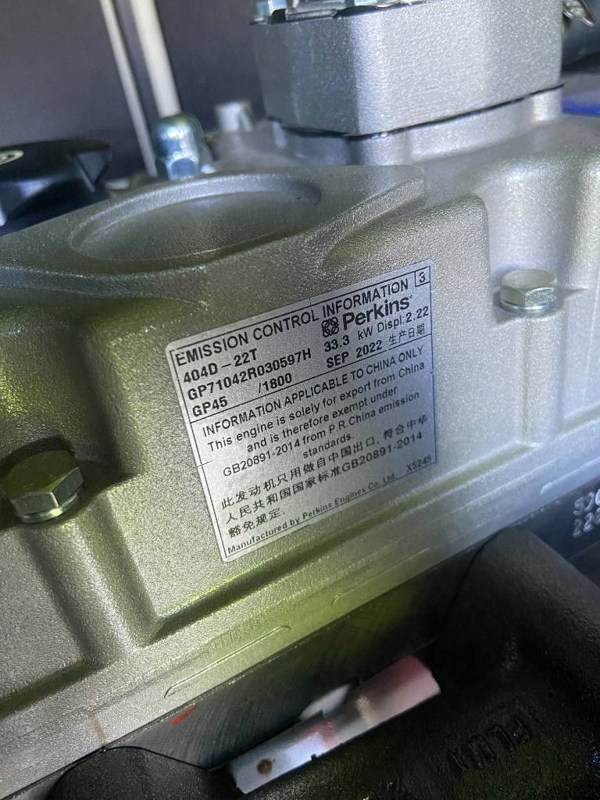 EMISSION CONTROL INFORMATION 3
404D-22T Perkins
GP71042R030597H 33.3 kW Displ:2.22
GP45 /1800 SEP 2022 生产日期
INFORMATION APPLICABLE TO CHINA ONLY
This engine is solely for export from China
and is therefore exempt under
GB20891-2014 from P.R.China emission
standards.
此发动机只用做自中国出口,符合中华
人民共和国国家标准GB20891-2014
豁免规定.
Manufactured by Perkins Engines Co. Ltd. X5245